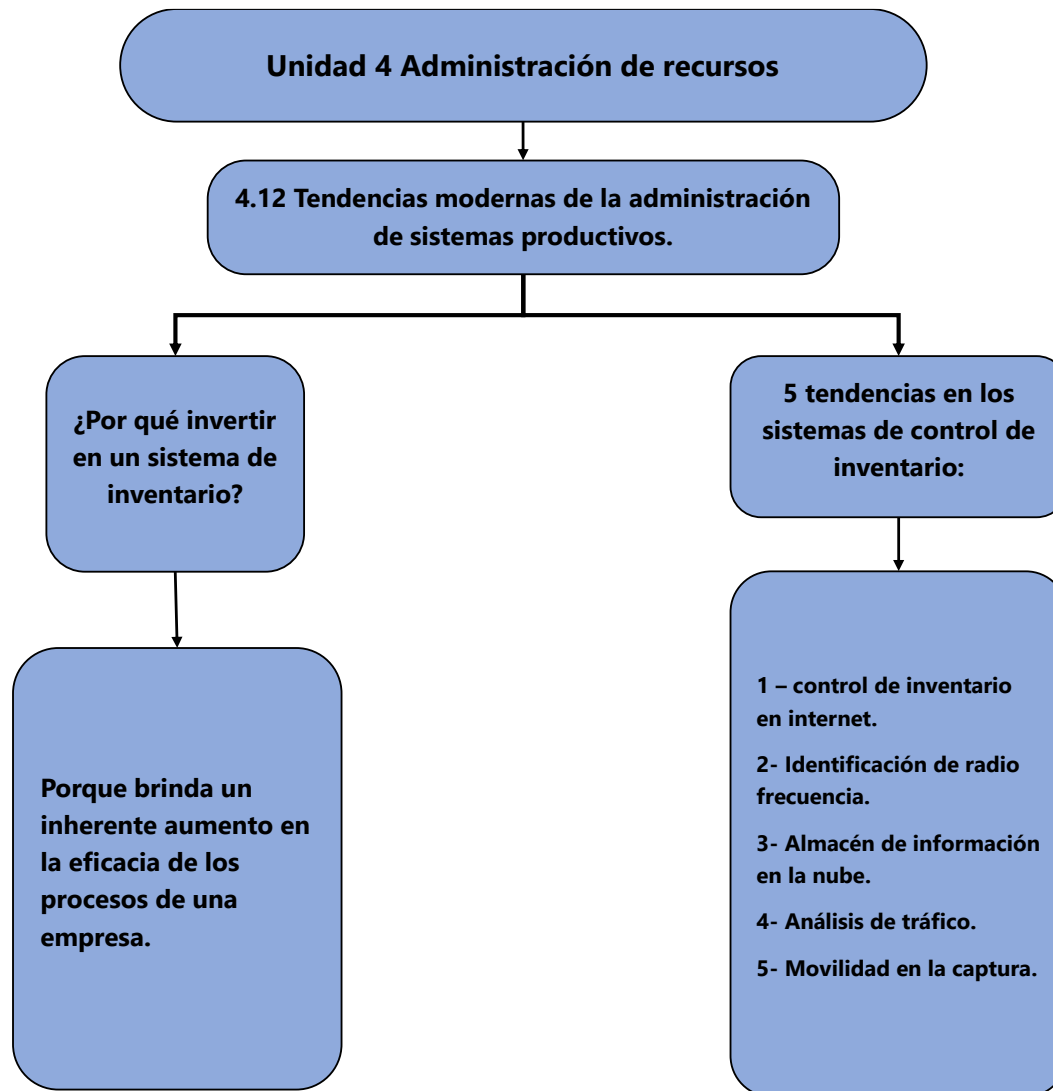 Unidad 4 Administración de recursos
4.12 Tendencias modernas de la administración
de sistemas productivos.
¿Por qué invertir
en un sistema de
inventario?
5 tendencias en los
sistemas de control de
inventario:
Porque brinda un
inherente aumento en
la eficacia de los
procesos de una
empresa.
1 – control de inventario
en internet.
2- Identificación de radio
frecuencia.
3- Almacén de información
en la nube.
4- Análisis de tráfico.
5- Movilidad en la captura.